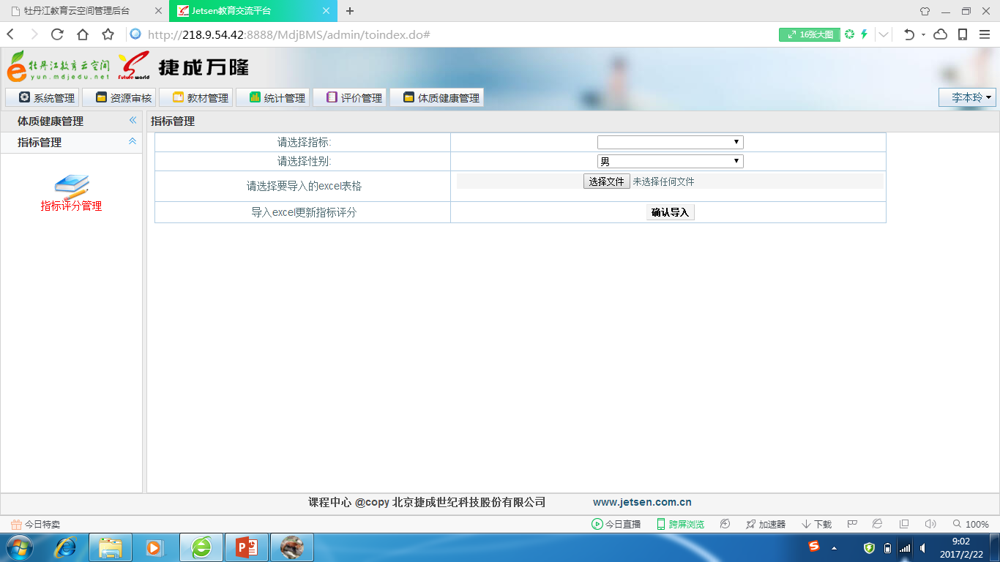 牡丹江教育云空间管理后台
Jetsen教育交流平台
http://218.9.54.42:8888/MdjBMS/admin/toindex.do#
16张大图
牡丹江教育云空间
yun.mdjedu.net
Future world
捷成万隆
系统管理
资源审核
教材管理
统计管理
评价管理
体质健康管理
李本玲
体质健康管理
指标管理
指标评分管理
指标管理
请选择指标:
请选择性别:
男
请选择要导入的excel表格
选择文件 未选择任何文件
导入excel更新指标评分
确认导入
课程中心 @copy 北京捷成世纪科技股份有限公司
www.jetsen.com.cn
今日特卖
今日直播
跨屏浏览
加速器
下载
100%
9:02
2017/2/22